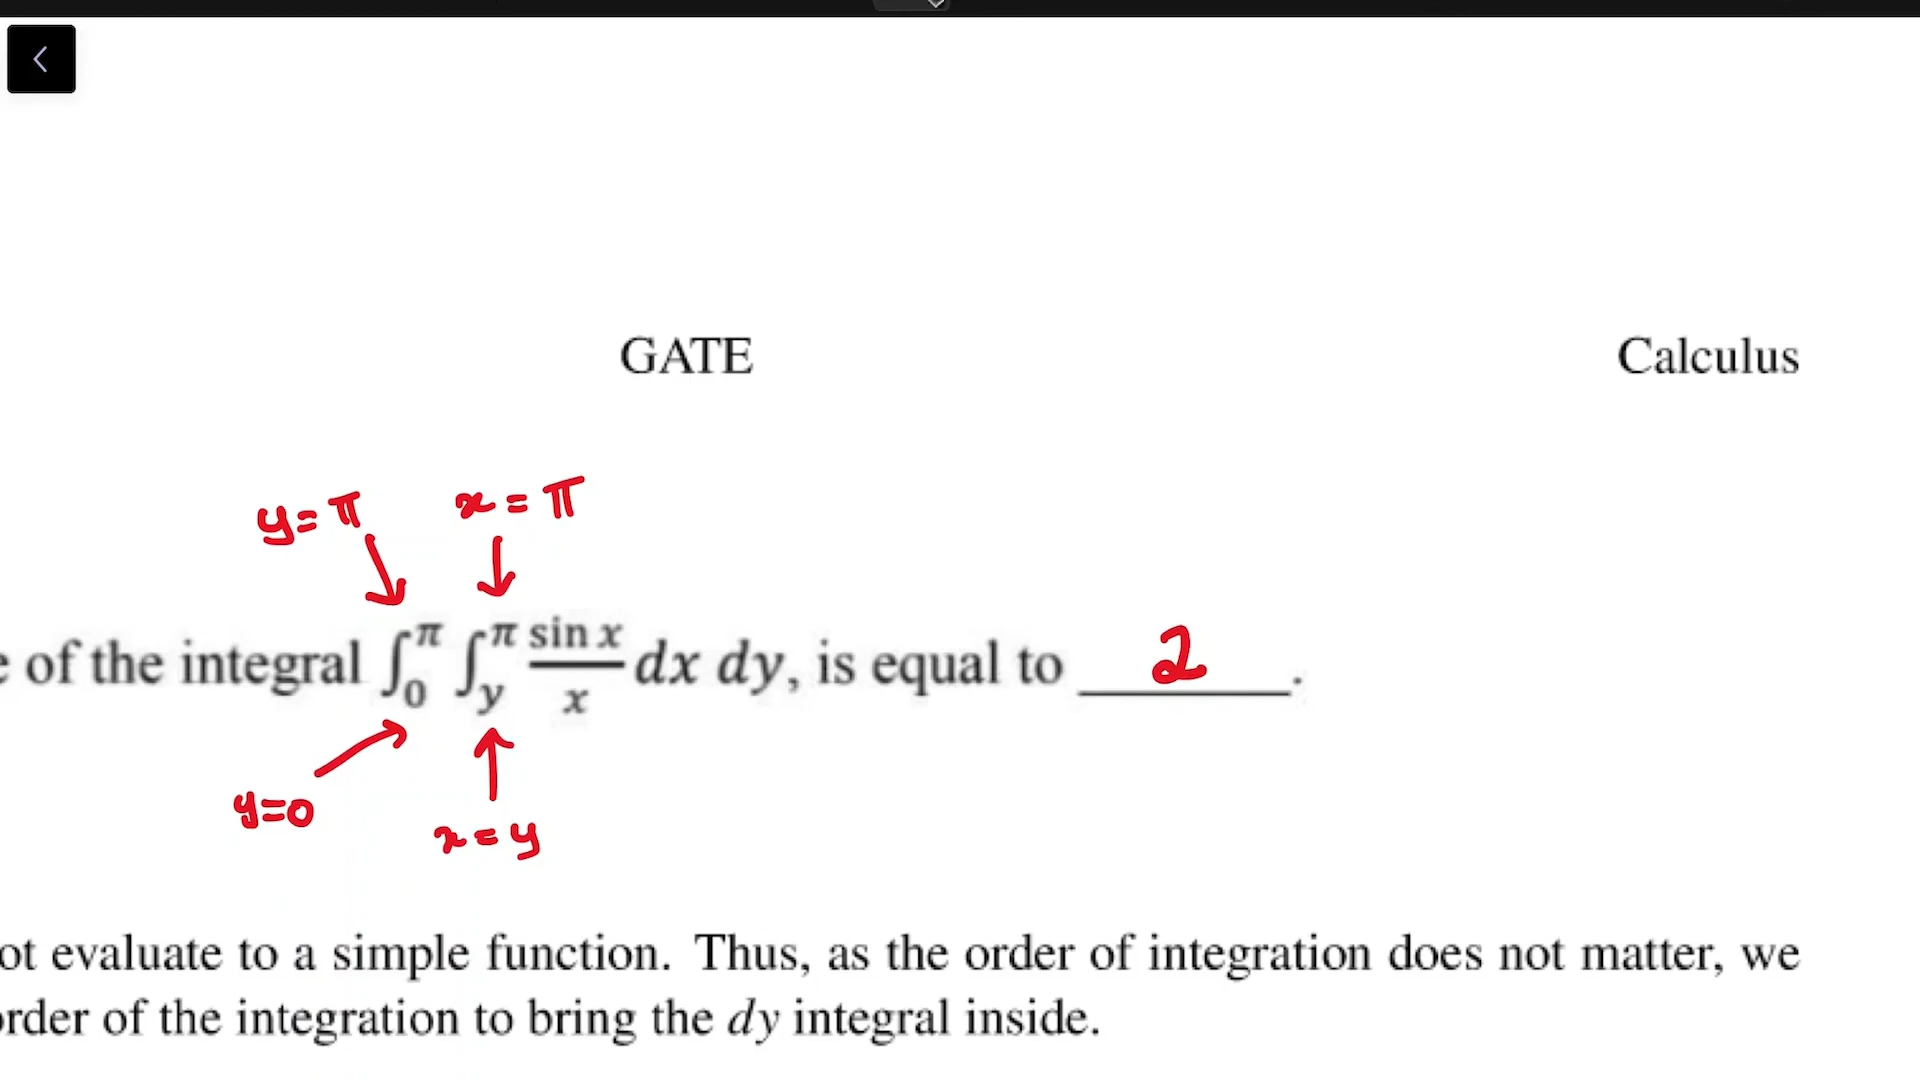 GATE Calculus
y=π x=π
of the integral ∫₀^π ∫_y^π sin x/x dx dy, is equal to 2.
y=0
x=y
ot evaluate to a simple function. Thus, as the order of integration does not matter, we
rder of the integration to bring the dy integral inside.